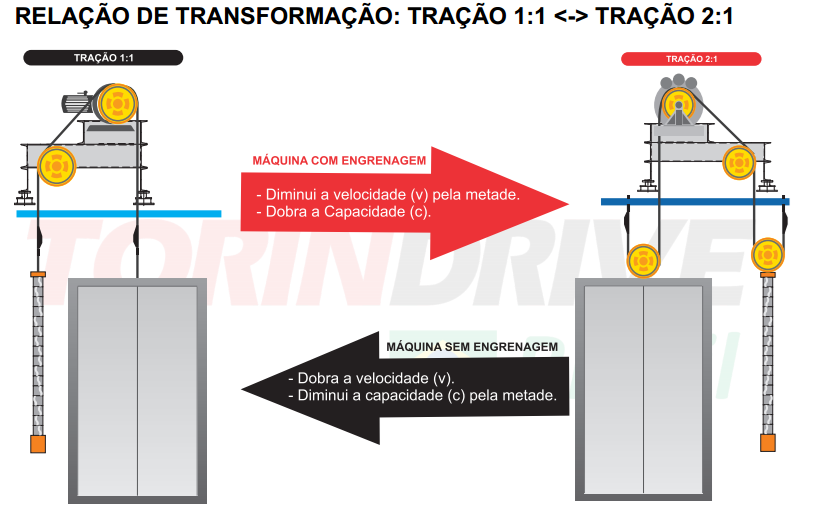 RELAÇÃO DE TRANSFORMAÇÃO: TRAÇÃO 1:1 <-> TRAÇÃO 2:1
TRAÇÃO 1:1
TRAÇÃO 2:1
MÁQUINA COM ENGRENAGEM
- Diminui a velocidade (v) pela metade.
- Dobra a Capacidade (c).
TORINDRIVE
MÁQUINA SEM ENGRENAGEM
- Dobra a velocidade (v).
- Diminui a capacidade (c) pela metade.